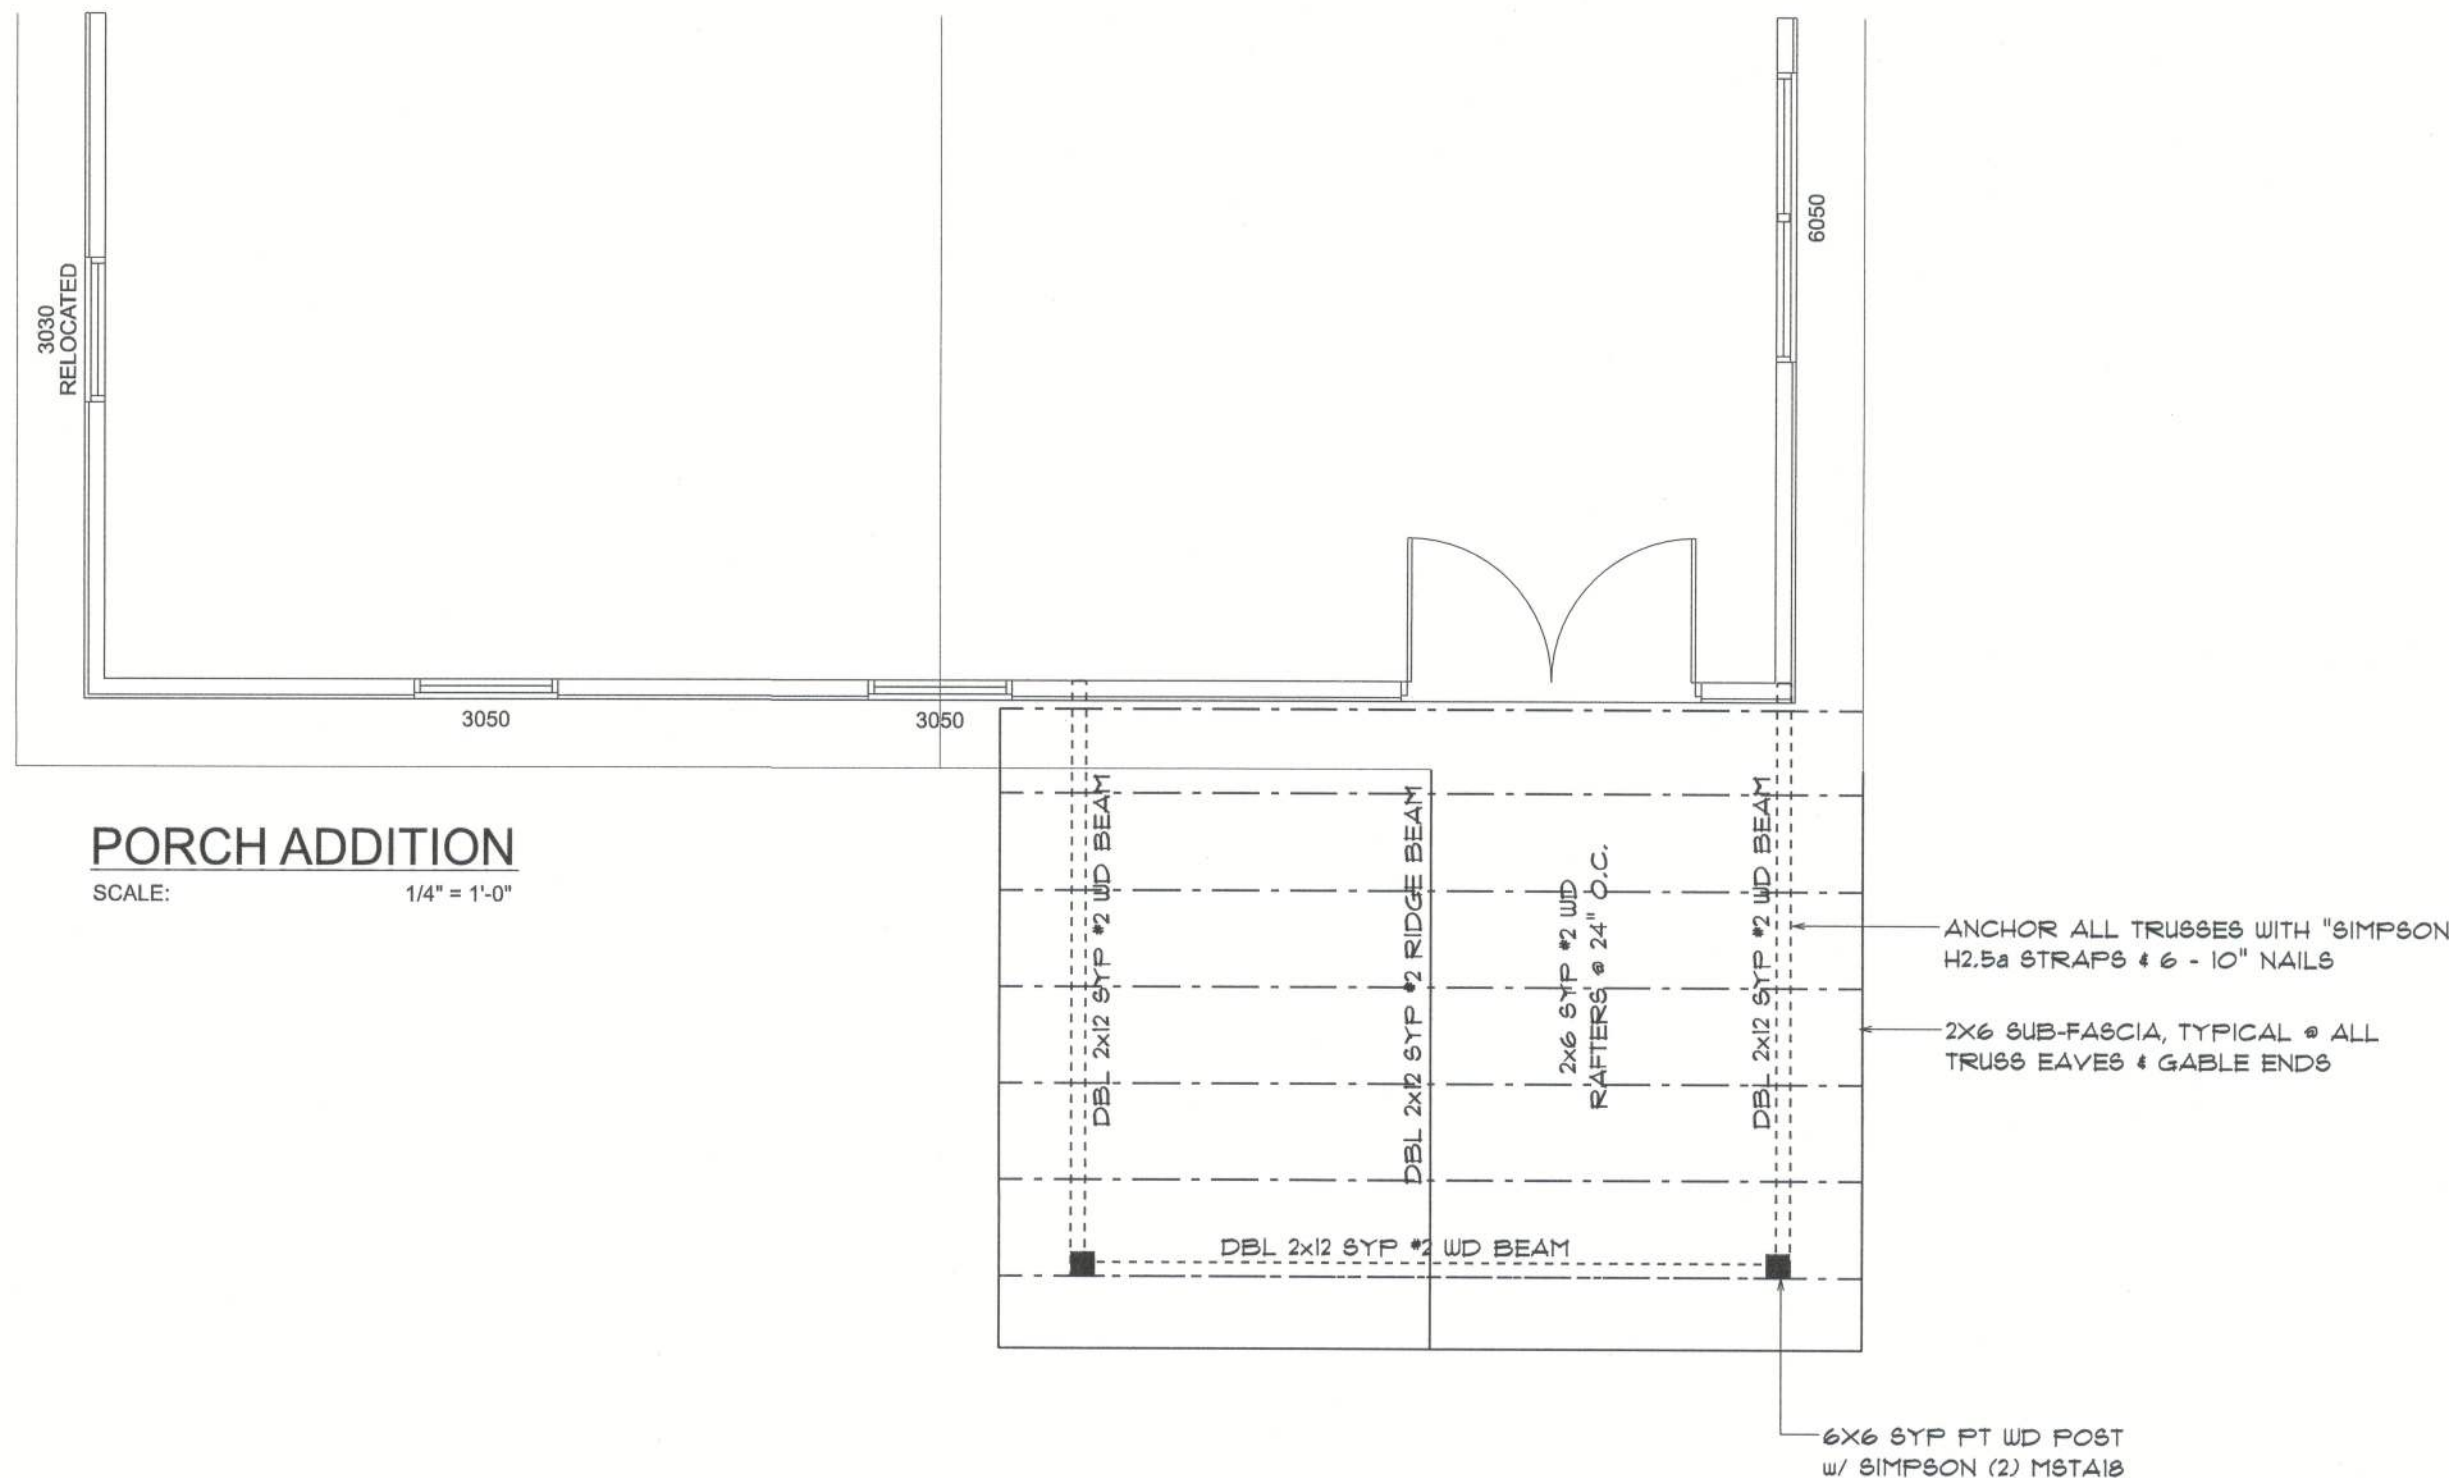 6050
3030
RELOCATED
3050
3050
PORCH ADDITION
SCALE: 1/4" = 1'-0"
DBL 2x12 SYP #2 WD BEAM
DBL 2x12 SYP #2 RIDGE BEAM
2x6 SYP #2 WD
RAFTERS @ 24" O.C.
DBL 2x12 SYP #2 WD BEAM
ANCHOR ALL TRUSSES WITH "SIMPSON
H2.5a STRAPS & 6 - 10" NAILS
2X6 SUB-FASCIA, TYPICAL @ ALL
TRUSS EAVES & GABLE ENDS
DBL 2x12 SYP #2 WD BEAM
6X6 SYP PT WD POST
w/ SIMPSON (2) MSTA18